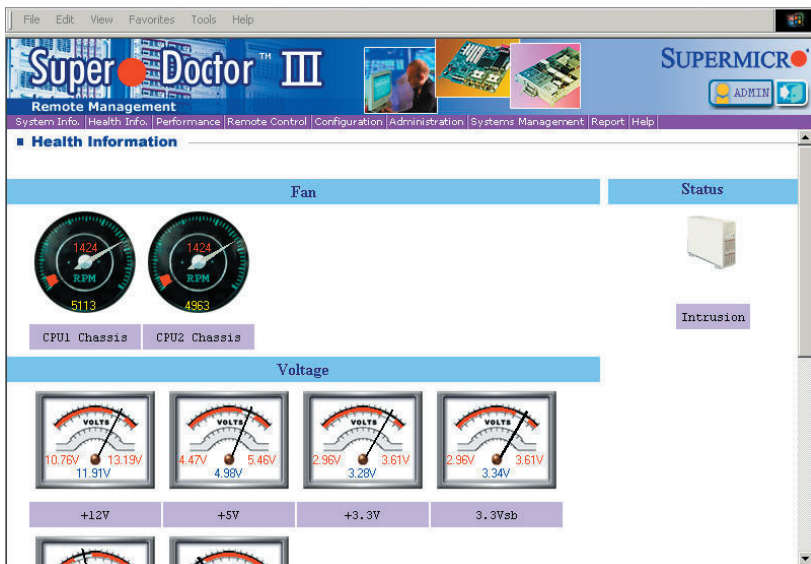 File Edit View Favorites Tools Help
Super Doctor ™ III
SUPERMICR
Remote Management
ADMIN
System Info. Health Info. Performance Remote Control Configuration Administration Systems Management Report Help
Health Information
Fan
Status
1424 1424
RPM RPM
5113 4963
CPU1 Chassis CPU2 Chassis
Intrusion
Voltage
VOLTS VOLTS VOLTS VOLTS
10.76V 13.19V 4.47V 5.46V 2.96V 3.61V 2.96V 3.61V
11.91V 4.98V 3.28V 3.34V
+12V +5V +3.3V 3.3Vsb